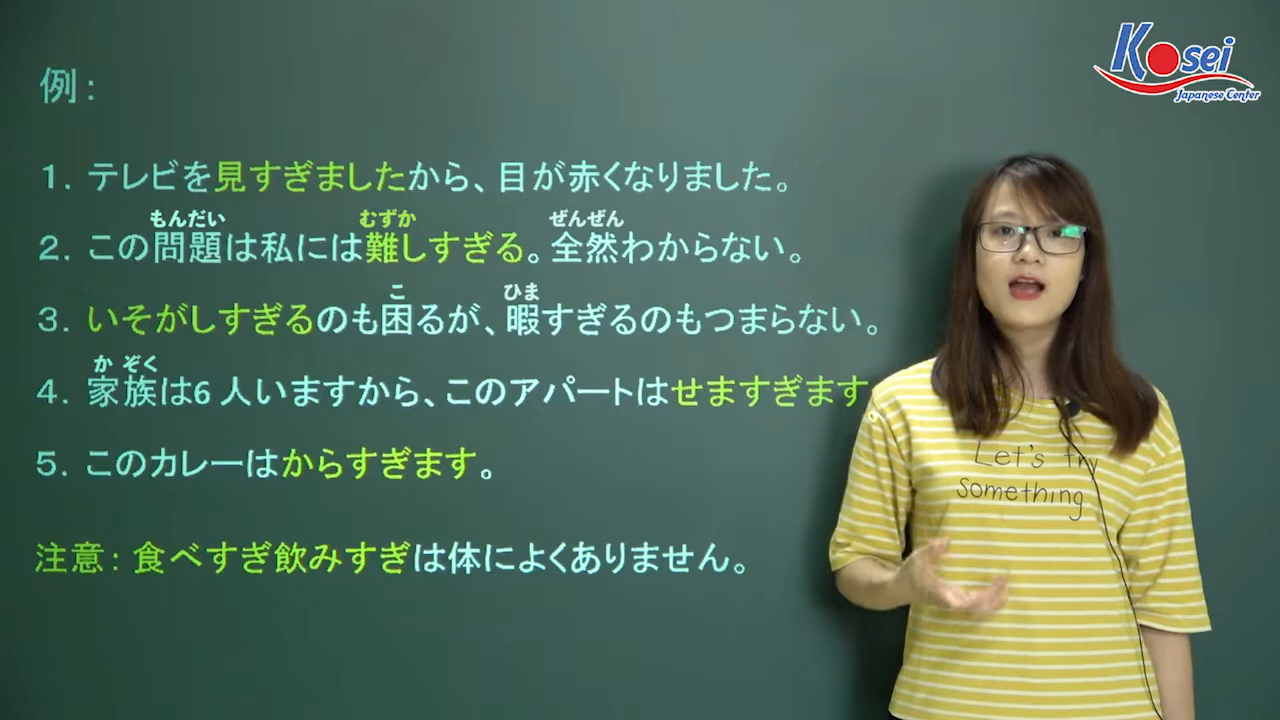 Kosei
Japanese Center
例：
1．テレビを見すぎましたから、目が赤くなりました。
もんだい むずか ぜんぜん
2．この問題は私には難しすぎる。全然わからない。
こ ひま
3．いそがしすぎるのも困るが、暇すぎるのもつまらない。
か ぞく
4．家族は6人いますから、このアパートはせますぎます
5．このカレーはからすぎます。
注意：食べすぎ飲みすぎは体によくありません。
Let's try
something